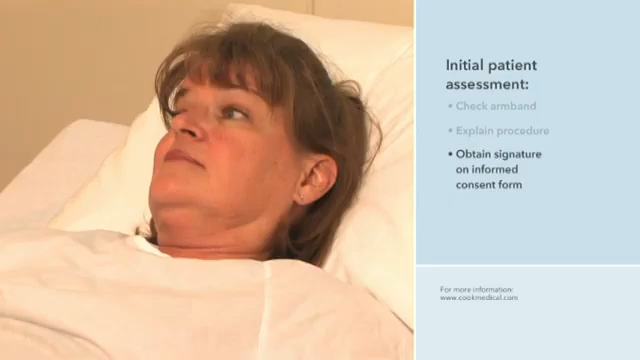 Initial patient
assessment:
• Check armband
• Explain procedure
• Obtain signature
on informed
consent form
For more information:
www.cookmedical.com